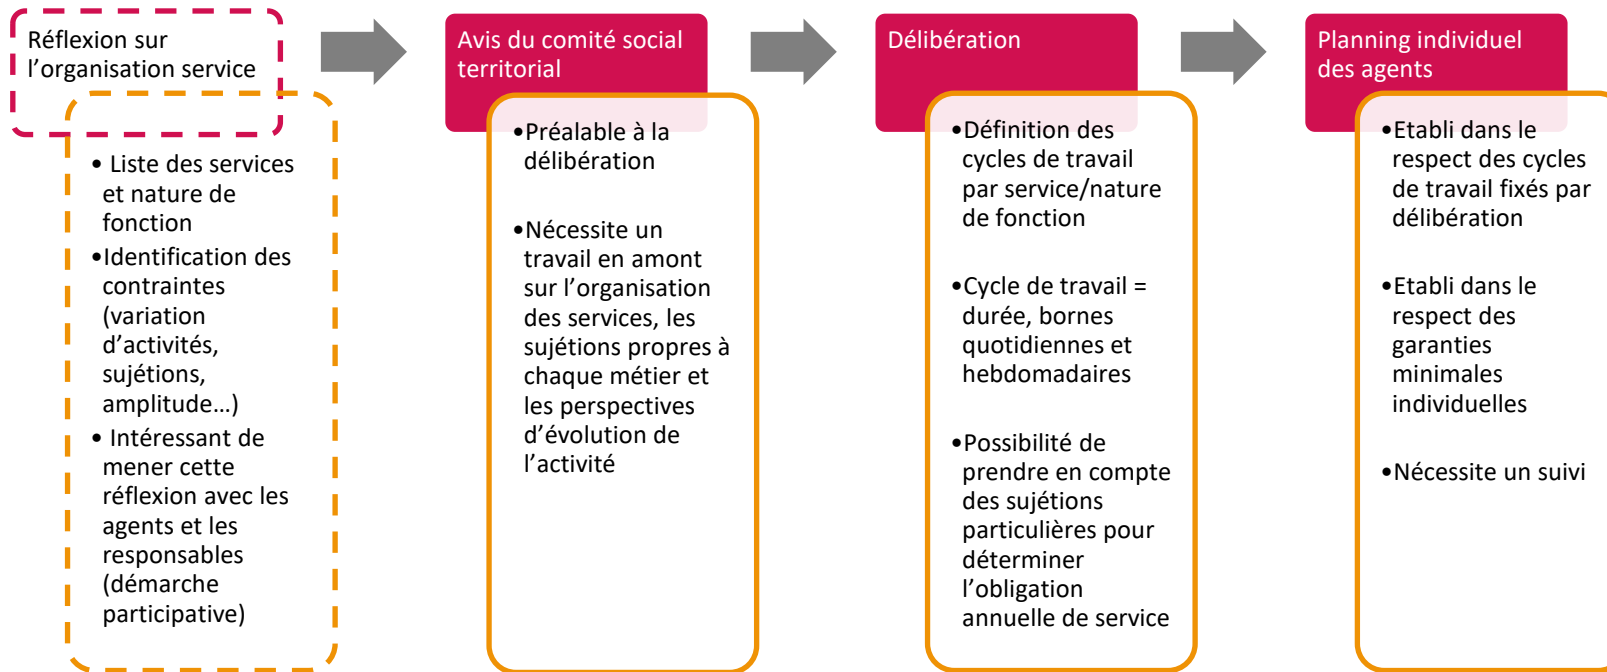 Réflexion sur
l’organisation service
• Liste des services
et nature de
fonction
•Identification des
contraintes
(variation
d’activités,
sujétions,
amplitude…)
• Intéressant de
mener cette
réflexion avec les
agents et les
responsables
(démarche
participative)
Avis du comité social
territorial
•Préalable à la
délibération
•Nécessite un
travail en amont
sur l’organisation
des services, les
sujétions propres à
chaque métier et
les perspectives
d’évolution de
l’activité
Délibération
•Définition des
cycles de travail
par service/nature
de fonction
•Cycle de travail =
durée, bornes
quotidiennes et
hebdomadaires
•Possibilité de
prendre en compte
des sujétions
particulières pour
déterminer
l’obligation
annuelle de service
Planning individuel
des agents
•Etabli dans le
respect des cycles
de travail fixés par
délibération
•Etabli dans le
respect des
garanties
minimales
individuelles
•Nécessite un suivi